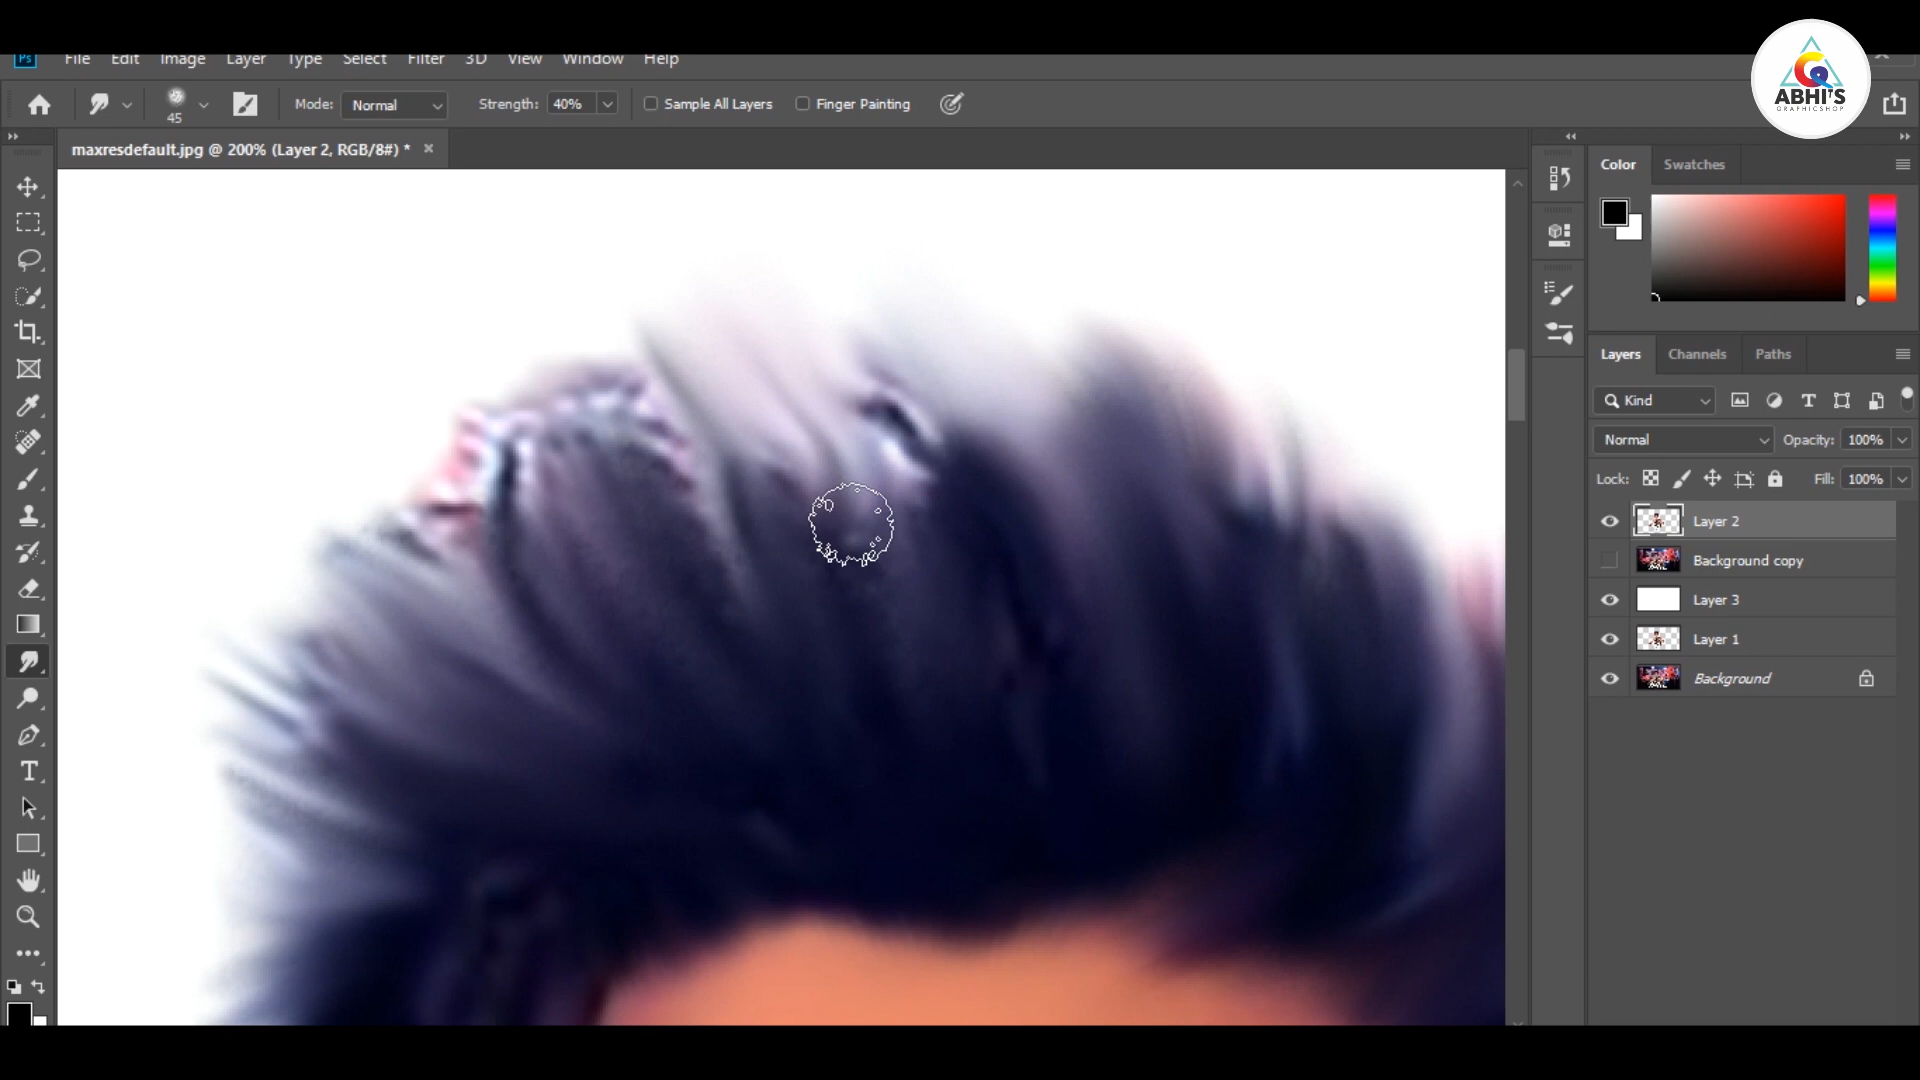 Ps File Edit Image Layer Type Select Filter 3D View Window Help
ABHI'S
GRAPHICSHOP
45 Mode: Normal Strength: 40% Sample All Layers Finger Painting
maxresdefault.jpg @ 200% (Layer 2, RGB/8#) *
Color Swatches
Layers Channels Paths
Kind
Normal Opacity: 100%
Lock: Fill: 100%
Layer 2
Background copy
Layer 3
Layer 1
Background